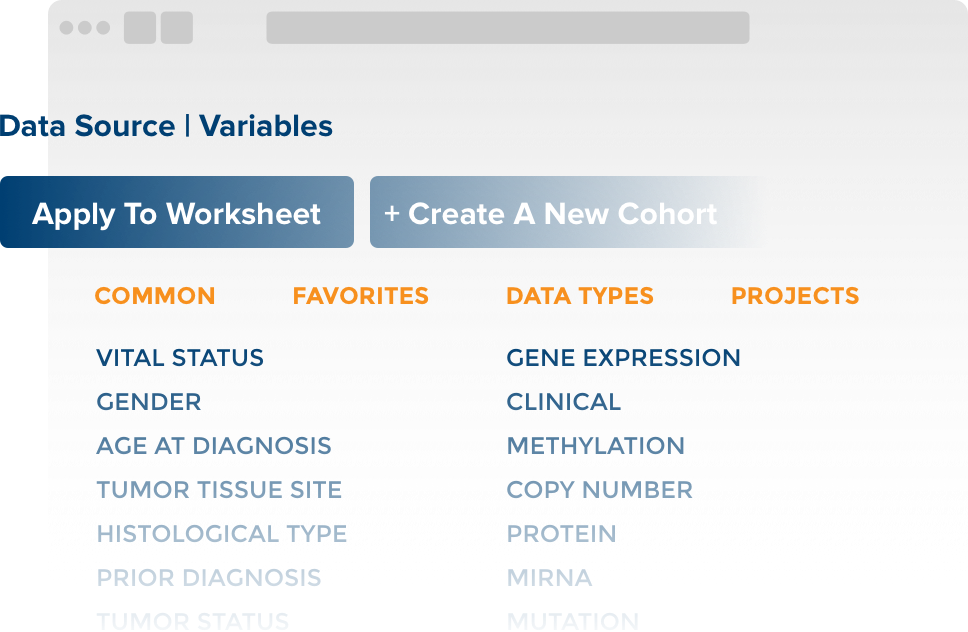 Data Source | Variables
Apply To Worksheet
+ Create A New Cohort
COMMON FAVORITES DATA TYPES PROJECTS
VITAL STATUS GENE EXPRESSION
GENDER CLINICAL
AGE AT DIAGNOSIS METHYLATION
TUMOR TISSUE SITE COPY NUMBER
HISTOLOGICAL TYPE PROTEIN
PRIOR DIAGNOSIS MIRNA
TUMOR STATUS MUTATION